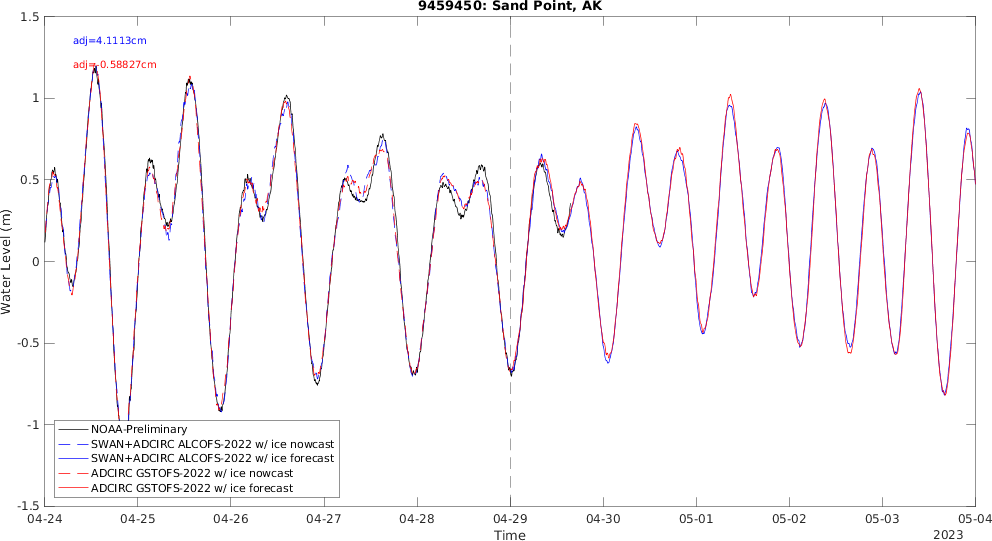 9459450: Sand Point, AK
1.5
adj=4.1113cm
adj=-0.58827cm
1
0.5
0
-0.5
-1
-1.5
Water Level (m)
NOAA-Preliminary
SWAN+ADCIRC ALCOFS-2022 w/ ice nowcast
SWAN+ADCIRC ALCOFS-2022 w/ ice forecast
ADCIRC GSTOFS-2022 w/ ice nowcast
ADCIRC GSTOFS-2022 w/ ice forecast
04-24 04-25 04-26 04-27 04-28 04-29 04-30 05-01 05-02 05-03 05-04
Time
2023